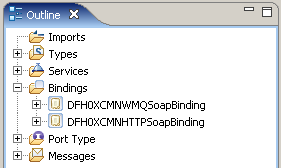 Outline
Imports
Types
Services
Bindings
DFH0XCMNWMQSoapBinding
DFH0XCMNHTTPSoapBinding
Port Type
Messages